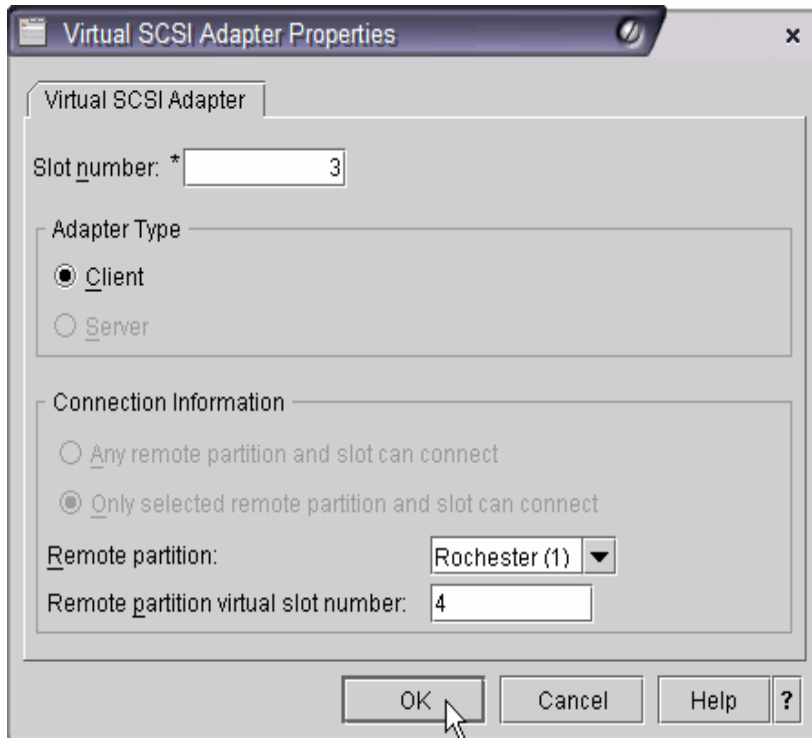 Virtual SCSI Adapter Properties
Virtual SCSI Adapter
Slot number: * 3
Adapter Type
Client
Server
Connection Information
Any remote partition and slot can connect
Only selected remote partition and slot can connect
Remote partition: Rochester (1)
Remote partition virtual slot number: 4
OK Cancel Help ?